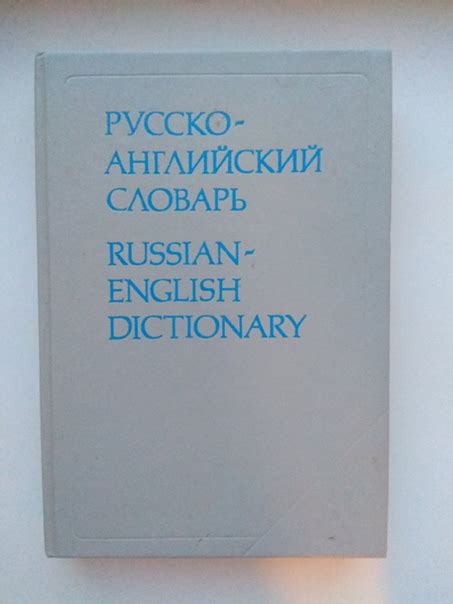 РУССКО-
АНГЛИЙСКИЙ
СЛОВАРЬ
RUSSIAN-
ENGLISH
DICTIONARY